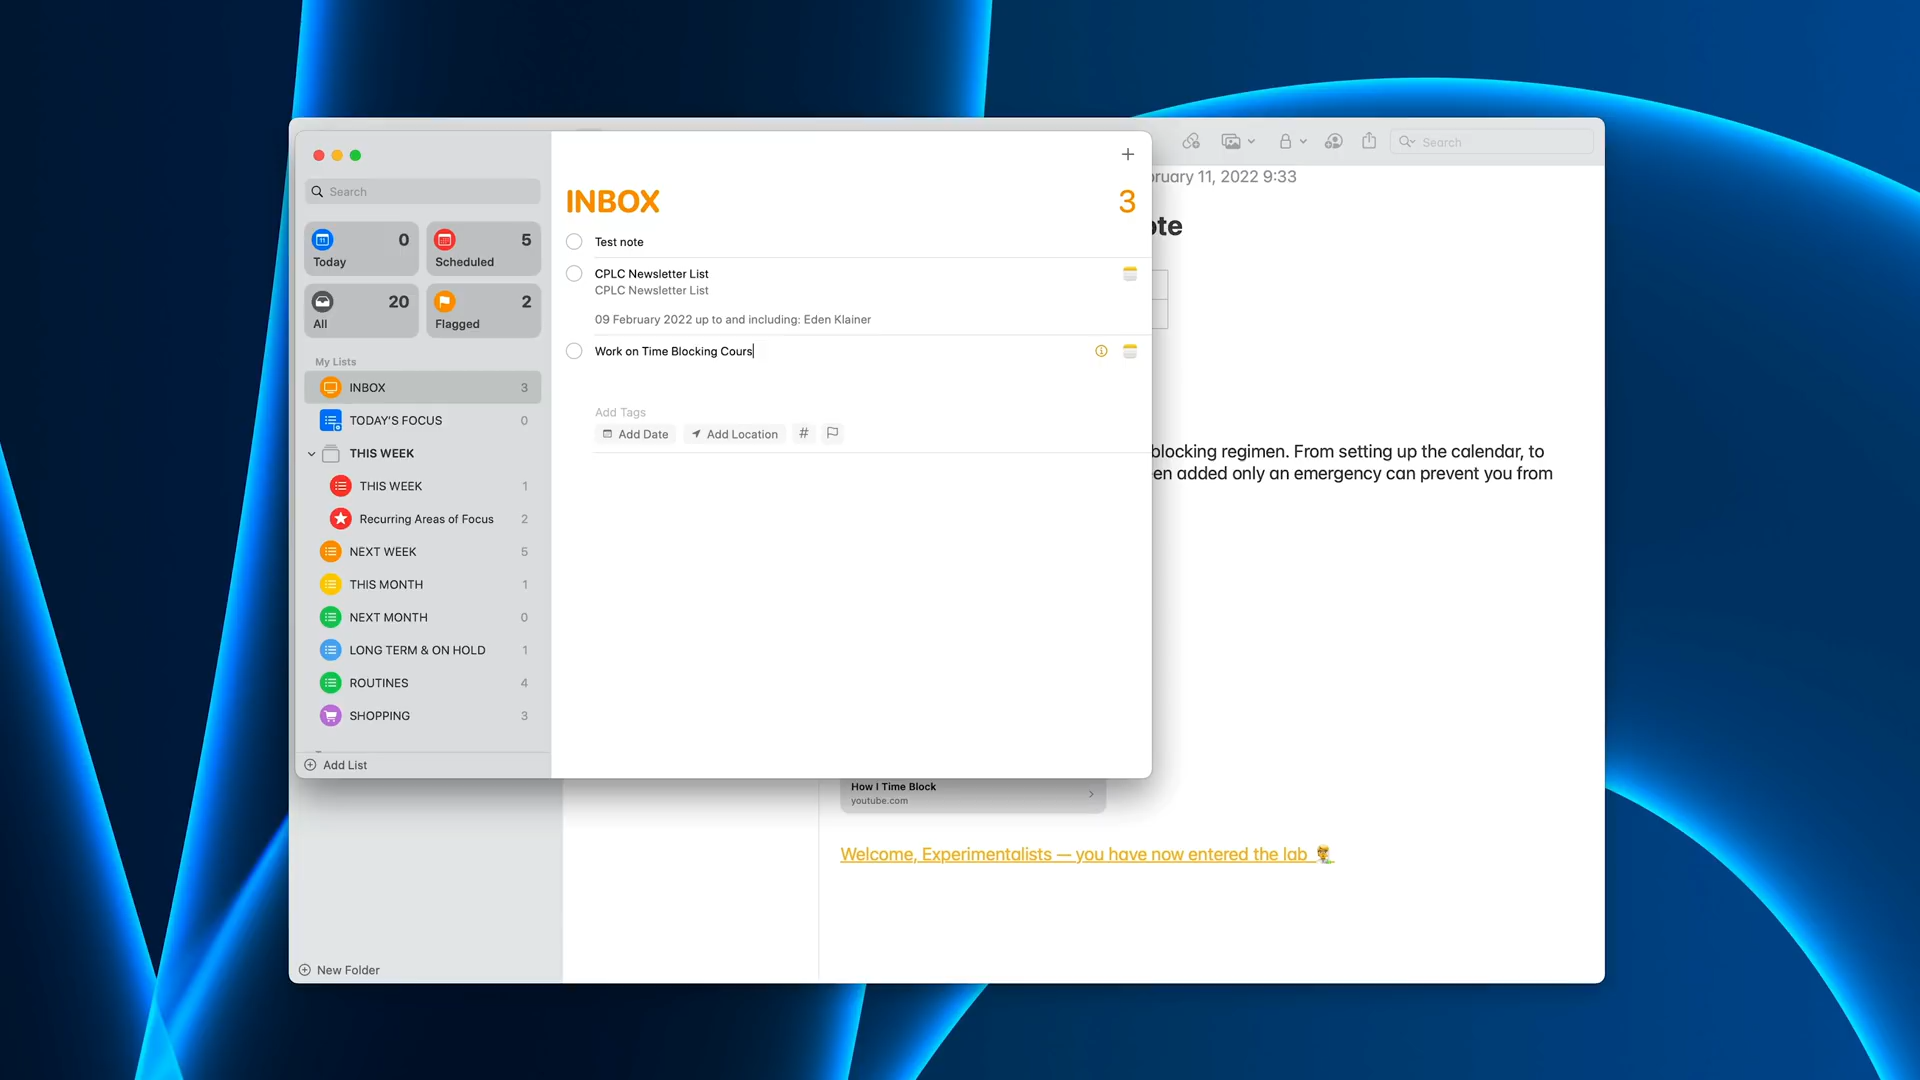 Search
Today 0
Scheduled 5
All 20
Flagged 2
My Lists
INBOX 3
TODAY'S FOCUS 0
THIS WEEK
THIS WEEK 1
Recurring Areas of Focus 2
NEXT WEEK 5
THIS MONTH 1
NEXT MONTH 0
LONG TERM & ON HOLD 1
ROUTINES 4
SHOPPING 3
Add List
INBOX 3
Test note
CPLC Newsletter List
CPLC Newsletter List
09 February 2022 up to and including: Eden Klainer
Work on Time Blocking Cours
Add Tags
Add Date Add Location #
Search
bruary 11, 2022 9:33
ote
blocking regimen. From setting up the calendar, to
en added only an emergency can prevent you from
How I Time Block
youtube.com
Welcome, Experimentalists — you have now entered the lab
New Folder